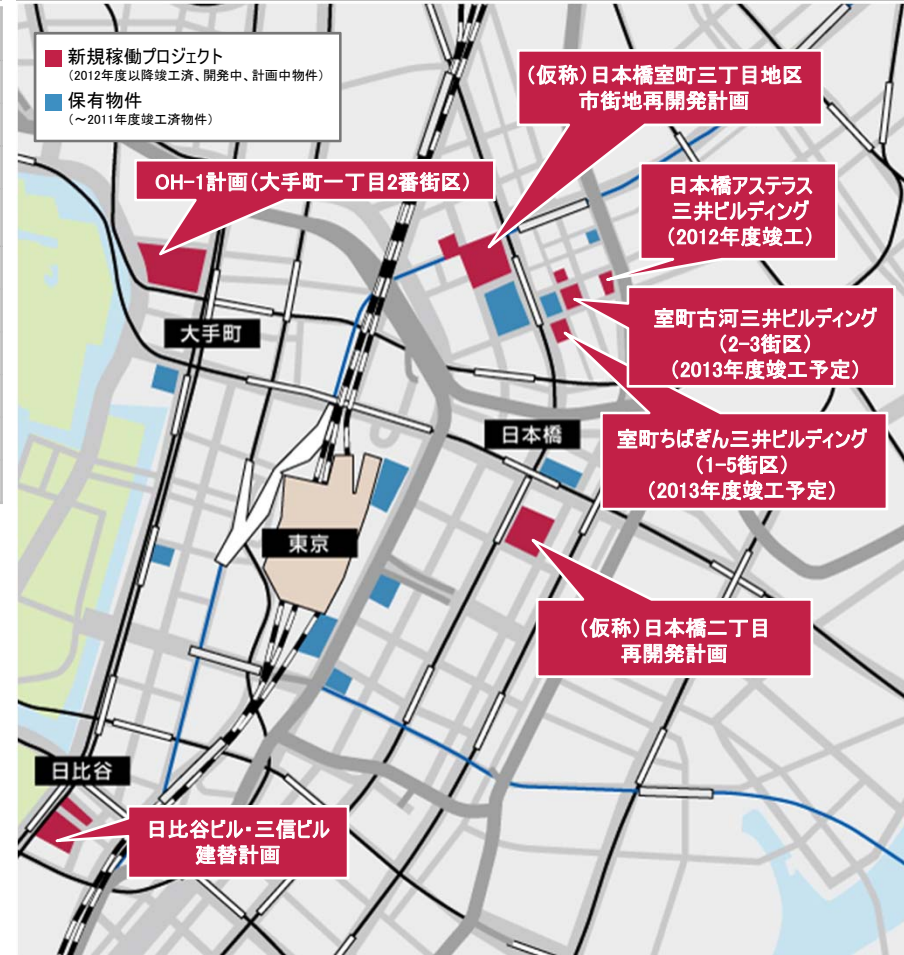 新規稼働プロジェクト
(2012年度以降竣工済、開発中、計画中物件)
保有物件
(～2011年度竣工済物件)
(仮称)日本橋室町三丁目地区
市街地再開発計画
OH-1計画(大手町一丁目2番街区)
日本橋アステラス
三井ビルディング
(2012年度竣工)
室町古河三井ビルディング
(2-3街区)
(2013年度竣工予定)
大手町
室町ちばぎん三井ビルディング
(1-5街区)
(2013年度竣工予定)
日本橋
東京
(仮称)日本橋二丁目
再開発計画
日比谷
日比谷ビル・三信ビル
建替計画